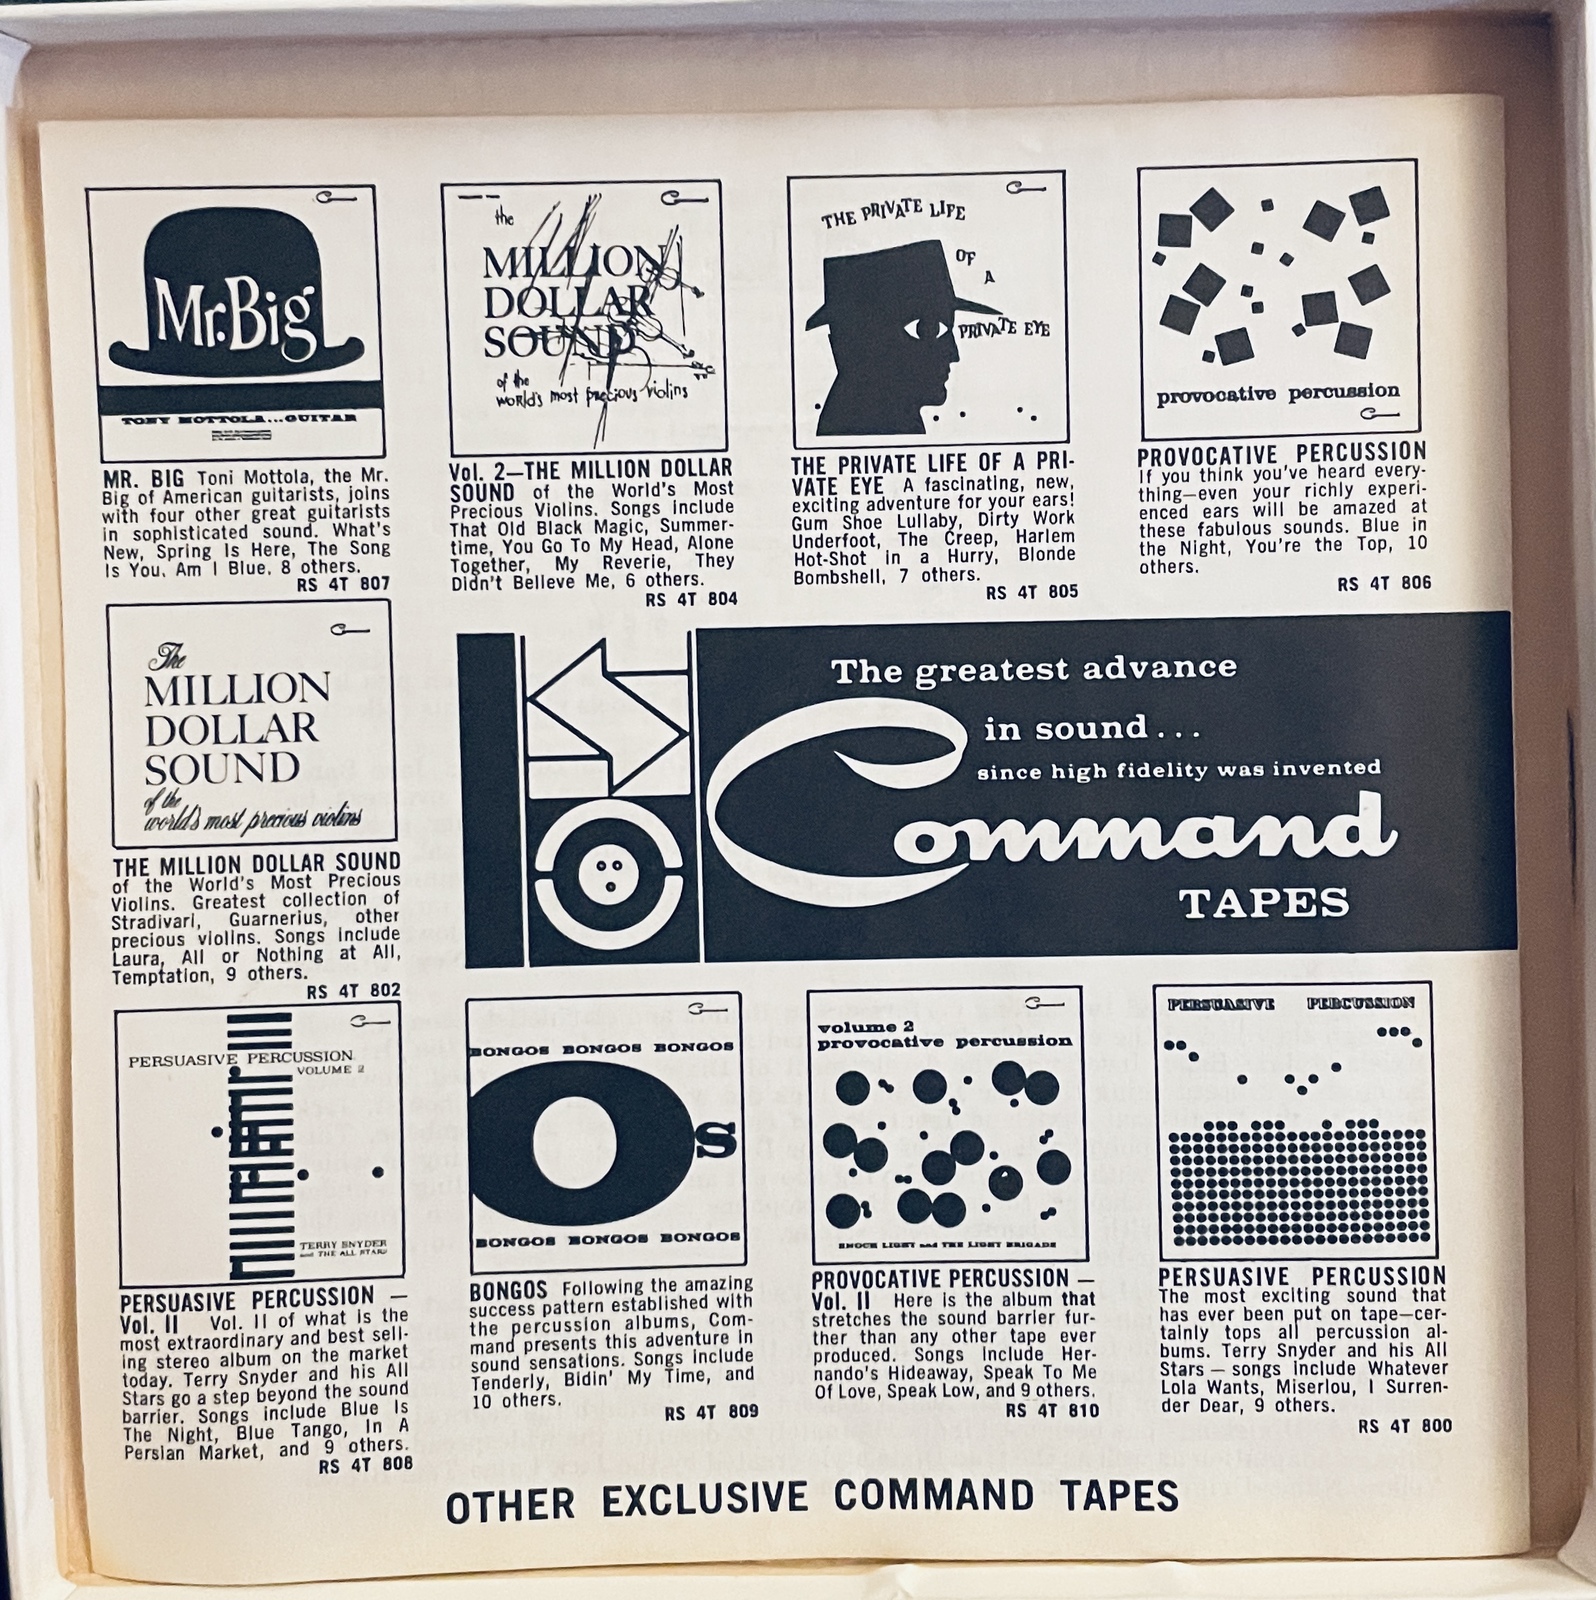 Mr. Big
TONY MOTTOLA...GUITAR
MR. BIG Toni Mottola, the Mr.
Big of American guitarists, joins
with four other great guitarists
in sophisticated sound. What's
New, Spring Is Here, The Song
Is You, Am I Blue, 8 others.
RS 4T 807
the
MILLION
DOLLAR
SOUND
of the
world's most precious violins
Vol. 2—THE MILLION DOLLAR
SOUND of the World's Most
Precious Violins. Songs include
That Old Black Magic, Summer-
time, You Go To My Head, Alone
Together, My Reverie, They
Didn't Believe Me, 6 others.
RS 4T 804
THE PRIVATE LIFE
OF
A
PRIVATE EYE
THE PRIVATE LIFE OF A PRI-
VATE EYE A fascinating, new,
exciting adventure for your ears!
Gum Shoe Lullaby, Dirty Work
Underfoot, The Creep, Harlem
Hot-Shot in a Hurry, Blonde
Bombshell, 7 others.
RS 4T 805
provocative percussion
PROVOCATIVE PERCUSSION
If you think you've heard every-
thing—even your richly experi-
enced ears will be amazed at
these fabulous sounds. Blue in
the Night, You're the Top, 10
others.
RS 4T 806
The
MILLION
DOLLAR
SOUND
of the
world's most precious violins
THE MILLION DOLLAR SOUND
of the World's Most Precious
Violins. Greatest collection of
Stradivari, Guarnerius, other
precious violins. Songs include
Laura, All or Nothing at All,
Temptation, 9 others.
RS 4T 802
The greatest advance
in sound...
since high fidelity was invented
Command
TAPES
PERSUASIVE PERCUSSION
VOLUME 2
TERRY SNYDER
and THE ALL STARS
PERSUASIVE PERCUSSION —
Vol. II Vol. II of what is the
most extraordinary and best sell-
ing stereo album on the market
today. Terry Snyder and his All
Stars go a step beyond the sound
barrier. Songs include Blue Is
The Night, Blue Tango, In A
Persian Market, and 9 others.
RS 4T 808
BONGOS BONGOS BONGOS
Os
BONGOS BONGOS BONGOS
BONGOS Following the amazing
success pattern established with
the percussion albums, Com-
mand presents this adventure in
sound sensations. Songs include
Tenderly, Bidin' My Time, and
10 others.
RS 4T 809
volume 2
provocative percussion
ENOCH LIGHT and THE LIGHT BRIGADE
PROVOCATIVE PERCUSSION —
Vol. II Here is the album that
stretches the sound barrier fur-
ther than any other tape ever
produced. Songs Include Her-
nando's Hideaway, Speak To Me
Of Love, Speak Low, and 9 others.
RS 4T 810
PERSUASIVE PERCUSSION
PERSUASIVE PERCUSSION
The most exciting sound that
has ever been put on tape—cer-
tainly tops all percussion al-
bums. Terry Snyder and his All
Stars — songs include Whatever
Lola Wants, Miserlou, I Surren-
der Dear, 9 others.
RS 4T 800
OTHER EXCLUSIVE COMMAND TAPES